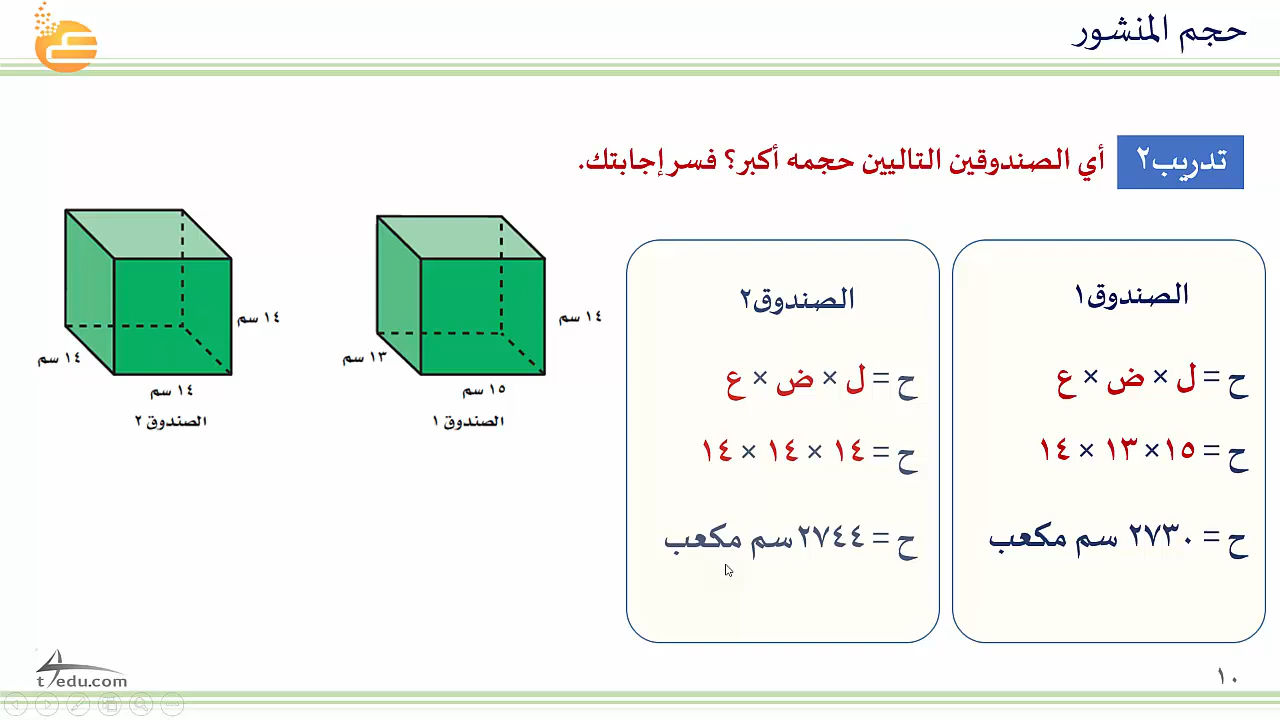 حجم المنشور
تدريب٢
أي الصندوقين التاليين حجمه أكبر؟ فسر إجابتك.
الصندوق١
ح = ل × ض × ع
ح = ١٥× ١٣ × ١٤
ح = ٢٧٣٠ سم مكعب
الصندوق٢
ح = ل × ض × ع
ح = ١٤ × ١٤ × ١٤
ح = ٢٧٤٤ سم مكعب
١٤ سم
١٣ سم
١٥ سم
الصندوق ١
١٤ سم
١٤ سم
١٤ سم
الصندوق ٢
t4edu.com
١٠